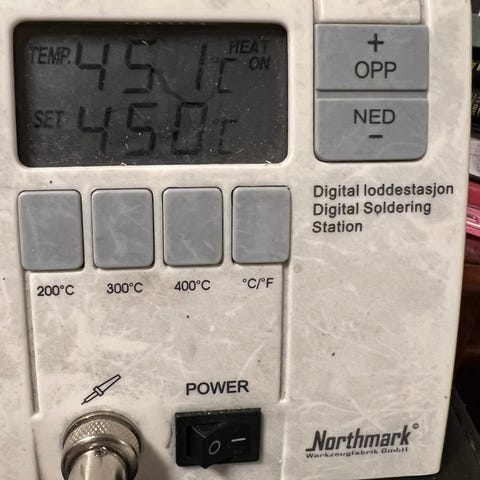 TEMP. 451°C HEAT ON
SET 450°C
+
OPP
NED
-
Digital loddestasjon
Digital Soldering
Station
200°C 300°C 400°C °C/°F
POWER
O -
Northmark®
Werkzeugfabrik GmbH